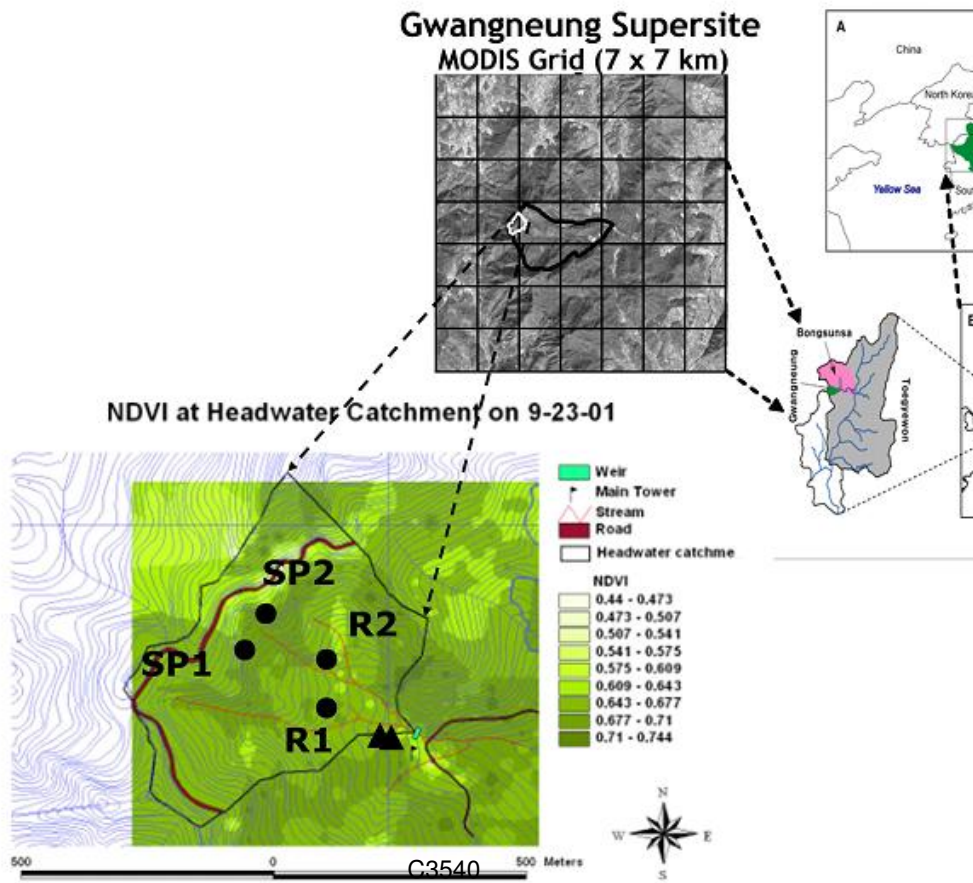 Gwangneung Supersite
MODIS Grid (7 x 7 km)
A
China
North Kore
Yellow Sea
Sou
B
Bongsunsa
Gwangneung
Toegyewon
NDVI at Headwater Catchment on 9-23-01
Weir
Main Tower
Stream
Road
Headwater catchme
NDVI
0.44 - 0.473
0.473 - 0.507
0.507 - 0.541
0.541 - 0.575
0.575 - 0.609
0.609 - 0.643
0.643 - 0.677
0.677 - 0.71
0.71 - 0.744
SP2
R2
SP1
R1
N
W E
S
500 0 500 Meters
C3540